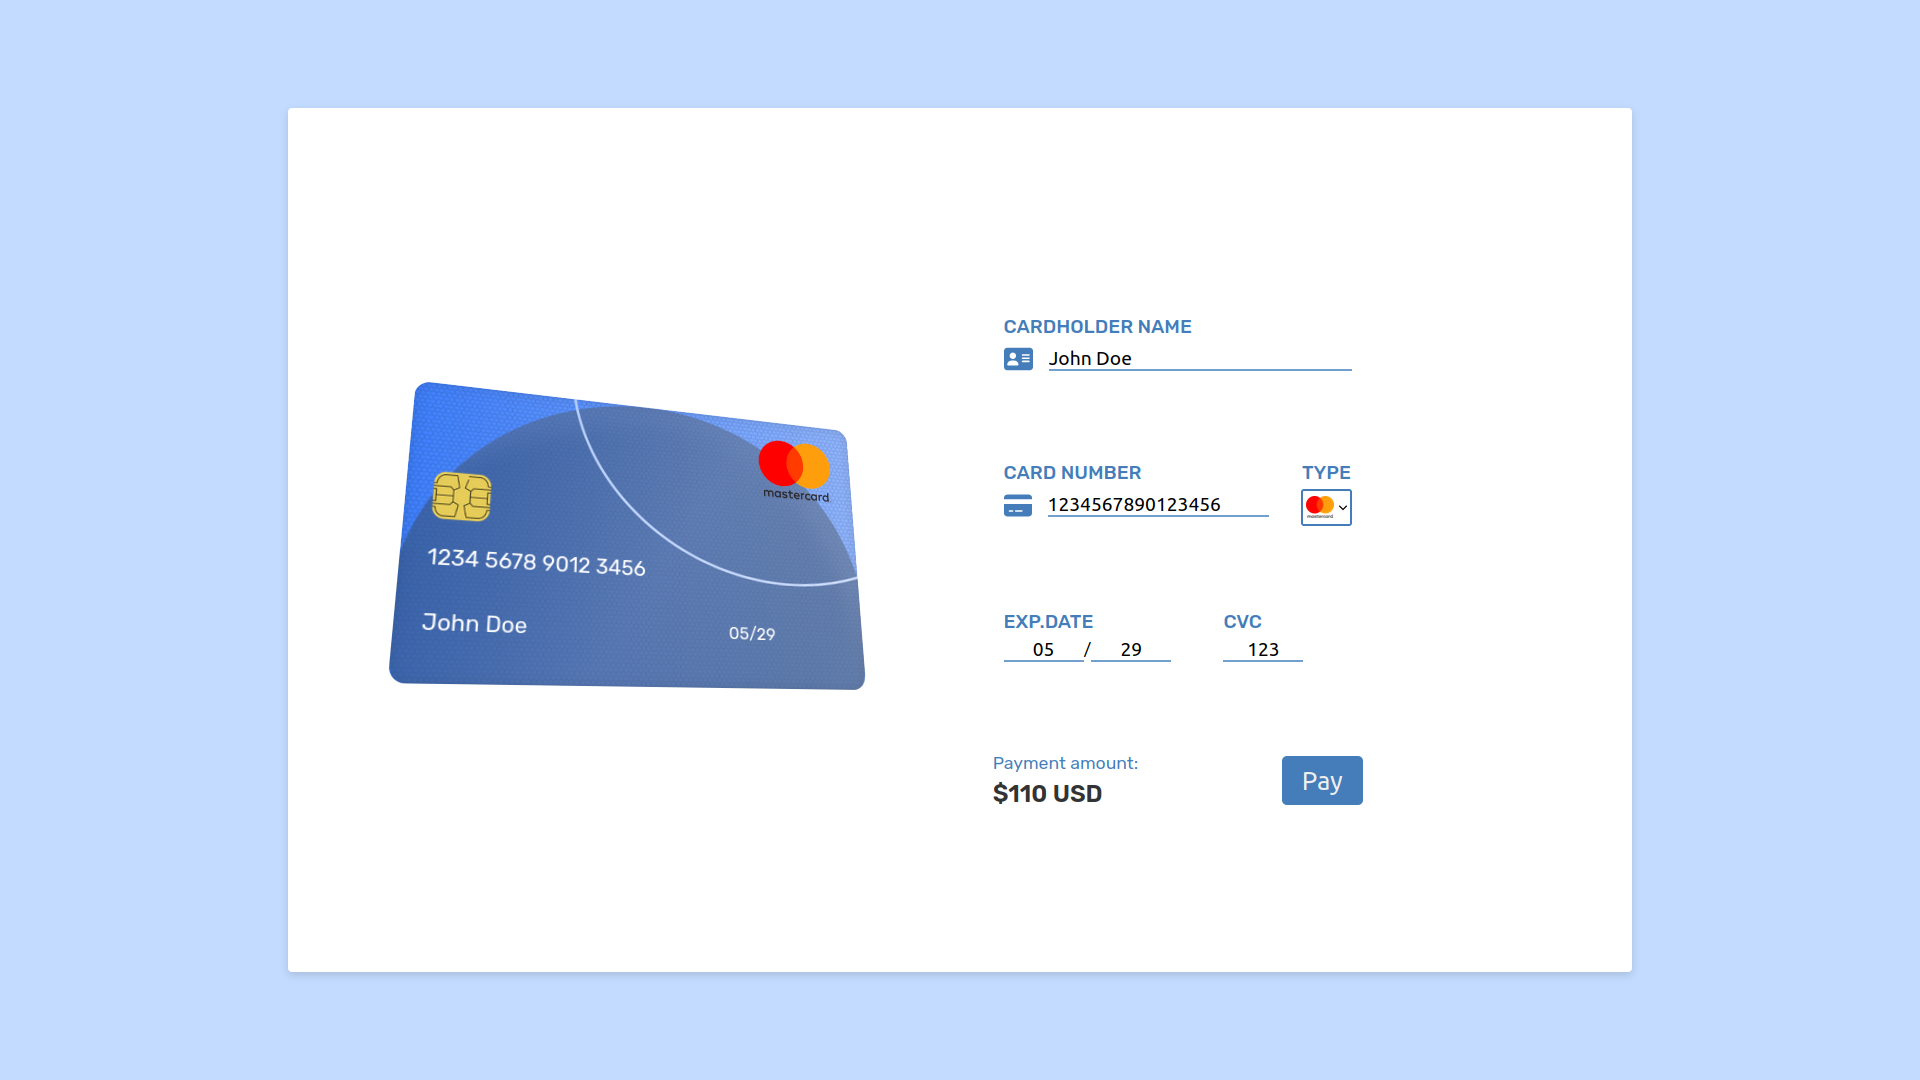 mastercard
1234 5678 9012 3456
John Doe
05/29
CARDHOLDER NAME
John Doe
CARD NUMBER
TYPE
1234567890123456
mastercard
EXP.DATE
CVC
05 / 29
123
Payment amount:
$110 USD
Pay